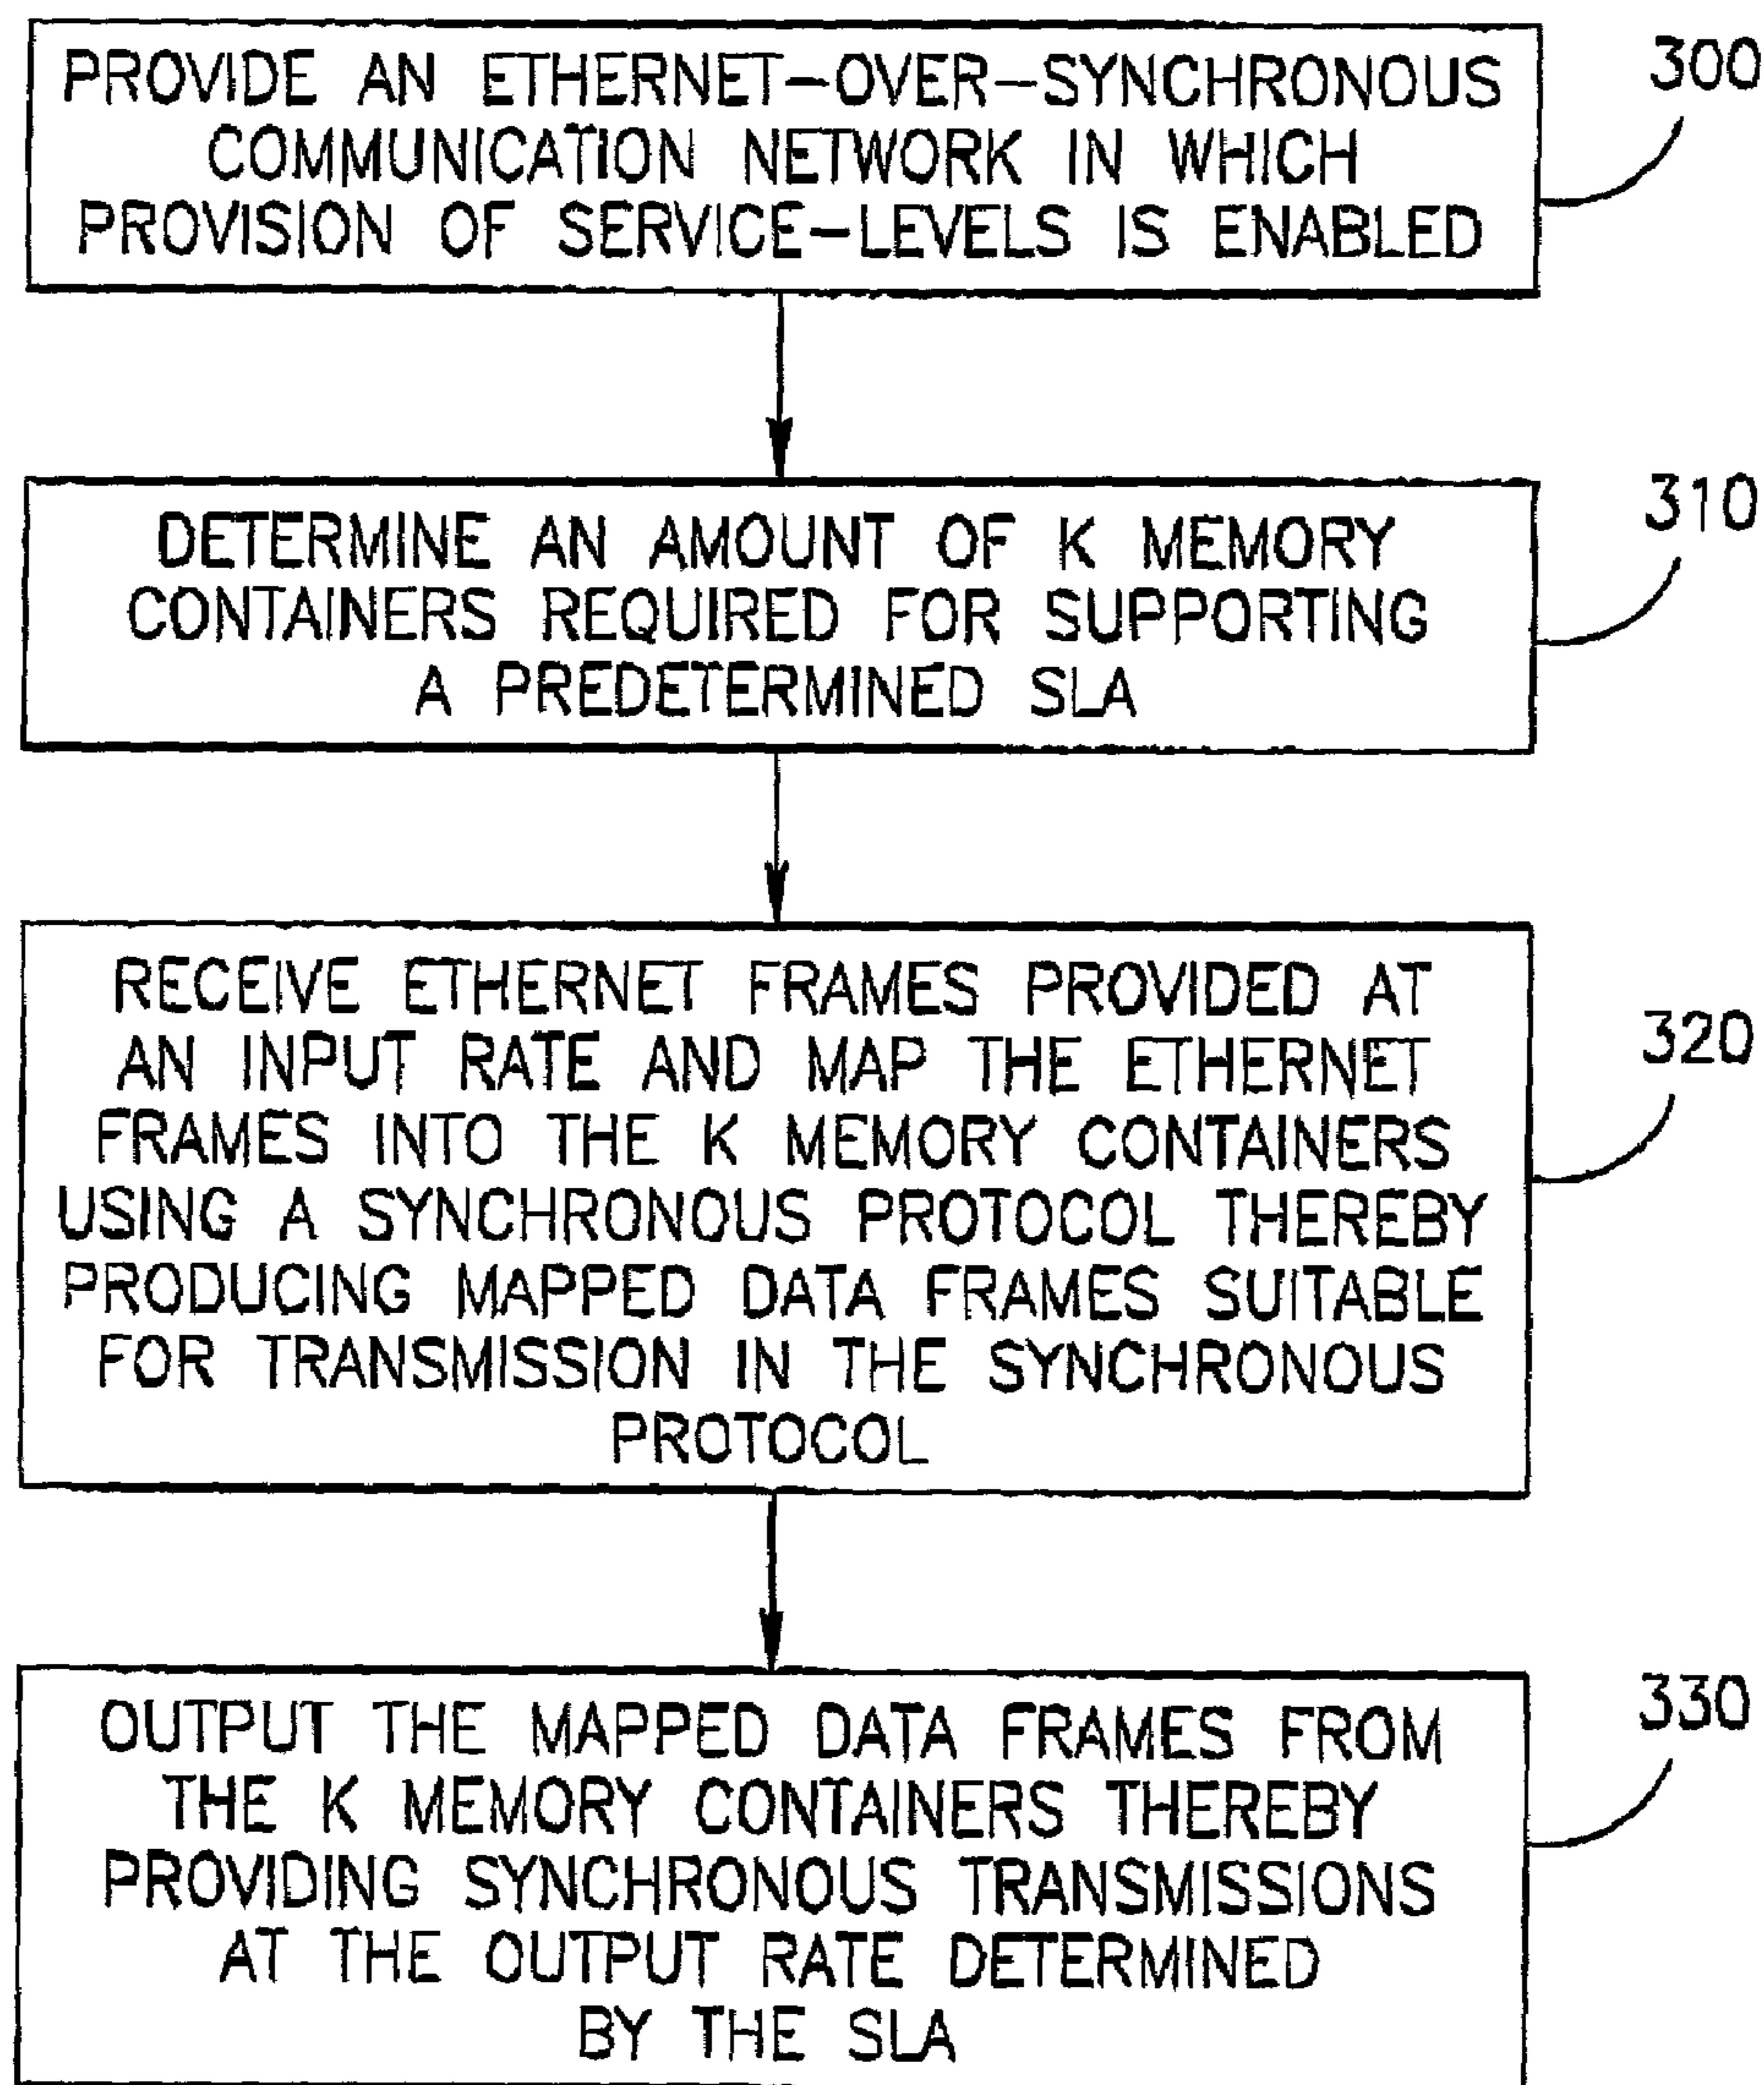 PROVIDE AN ETHERNET-OVER-SYNCHRONOUS
COMMUNICATION NETWORK IN WHICH
PROVISION OF SERVICE-LEVELS IS ENABLED
300
DETERMINE AN AMOUNT OF K MEMORY
CONTAINERS REQUIRED FOR SUPPORTING
A PREDETERMINED SLA
310
RECEIVE ETHERNET FRAMES PROVIDED AT
AN INPUT RATE AND MAP THE ETHERNET
FRAMES INTO THE K MEMORY CONTAINERS
USING A SYNCHRONOUS PROTOCOL THEREBY
PRODUCING MAPPED DATA FRAMES SUITABLE
FOR TRANSMISSION IN THE SYNCHRONOUS
PROTOCOL
320
OUTPUT THE MAPPED DATA FRAMES FROM
THE K MEMORY CONTAINERS THEREBY
PROVIDING SYNCHRONOUS TRANSMISSIONS
AT THE OUTPUT RATE DETERMINED
BY THE SLA
330